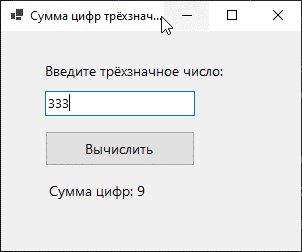 Сумма цифр трёхзнач...
Введите трёхзначное число:
333
Вычислить
Сумма цифр: 9